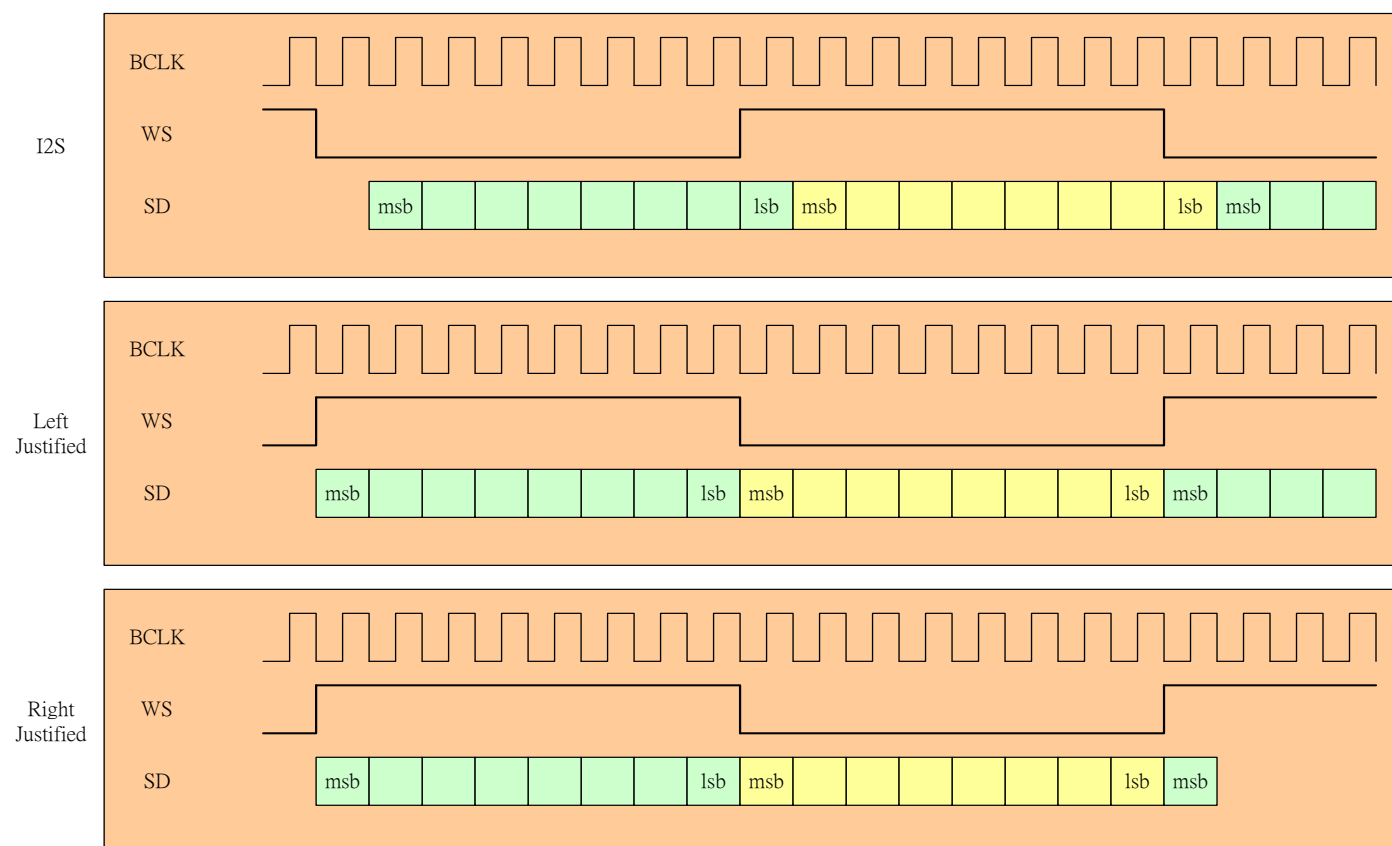 I2S
BCLK
WS
SD
msb
lsb
msb
lsb
msb
Left
Justified
BCLK
WS
SD
msb
lsb
msb
lsb
msb
Right
Justified
BCLK
WS
SD
msb
lsb
msb
lsb
msb